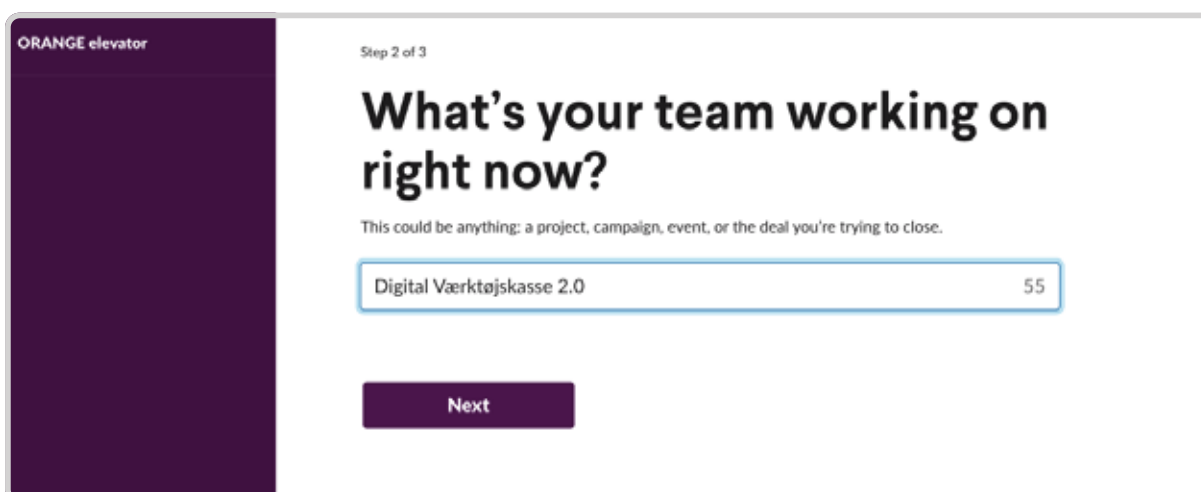 ORANGE elevator
Step 2 of 3
What's your team working on
right now?
This could be anything: a project, campaign, event, or the deal you're trying to close.
Digital Værktøjskasse 2.0 55
Next